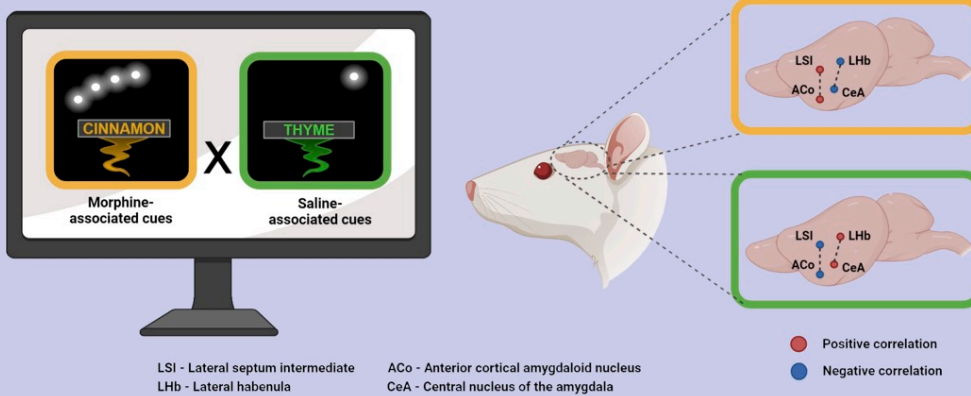 CINNAMON
X
THYME
Morphine-
associated cues
Saline-
associated cues
LSI
LHb
ACo
CeA
LSI
LHb
ACo
CeA
LSI - Lateral septum intermediate
LHb - Lateral habenula
ACo - Anterior cortical amygdaloid nucleus
CeA - Central nucleus of the amygdala
Positive correlation
Negative correlation